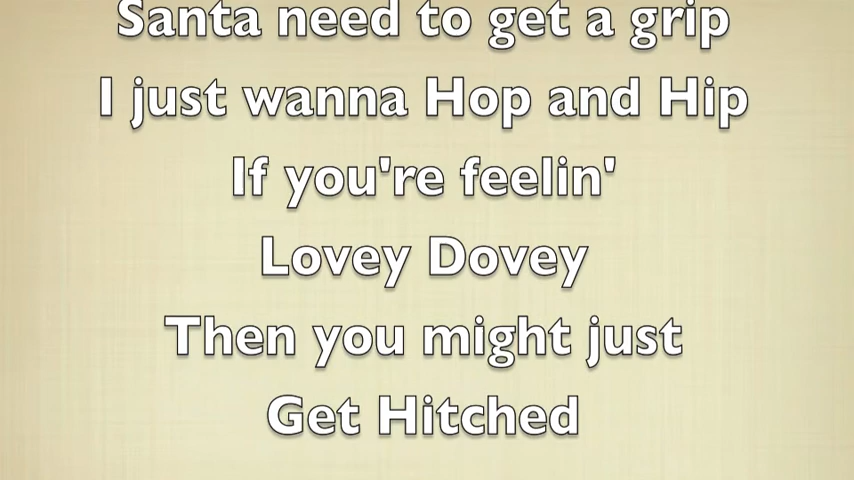 Santa need to get a grip
I just wanna Hop and Hip
If you're feelin'
Lovey Dovey
Then you might just
Get Hitched